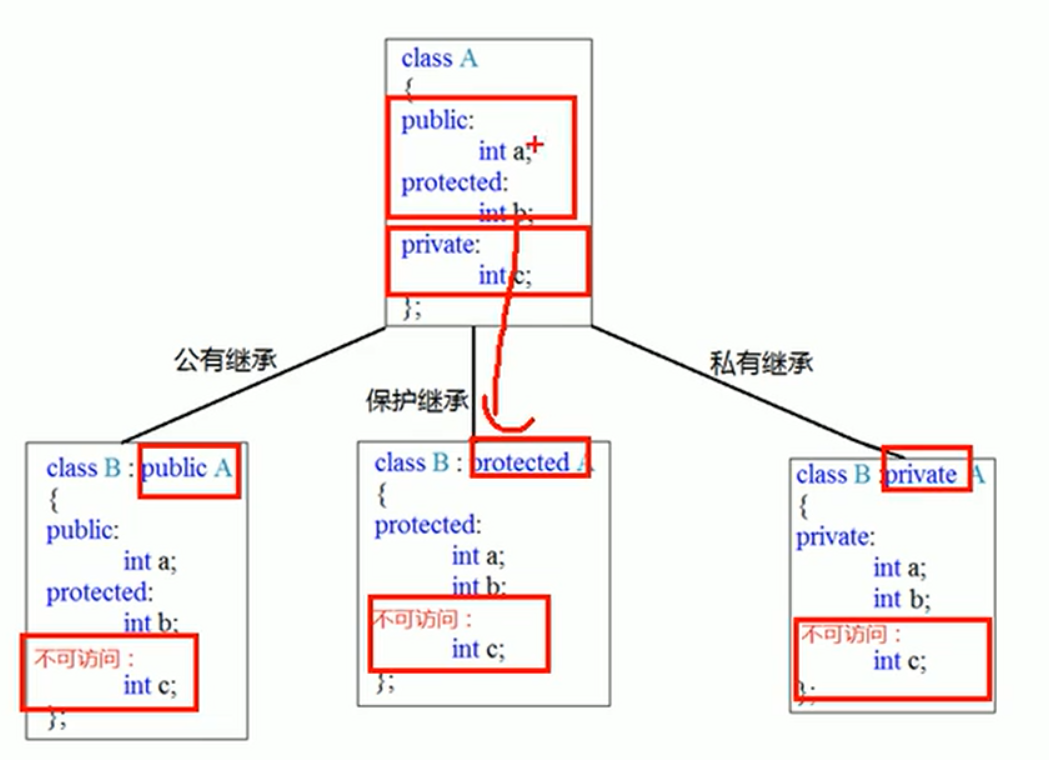 class A
{
public:
int a;
protected:
int b;
private:
int c;
};
公有继承
保护继承
私有继承
class B : public A
{
public:
int a;
protected:
int b;
不可访问：
int c;
};
class B : protected A
{
protected:
int a;
int b;
不可访问：
int c;
};
class B : private A
{
private:
int a;
int b;
不可访问：
int c;
};